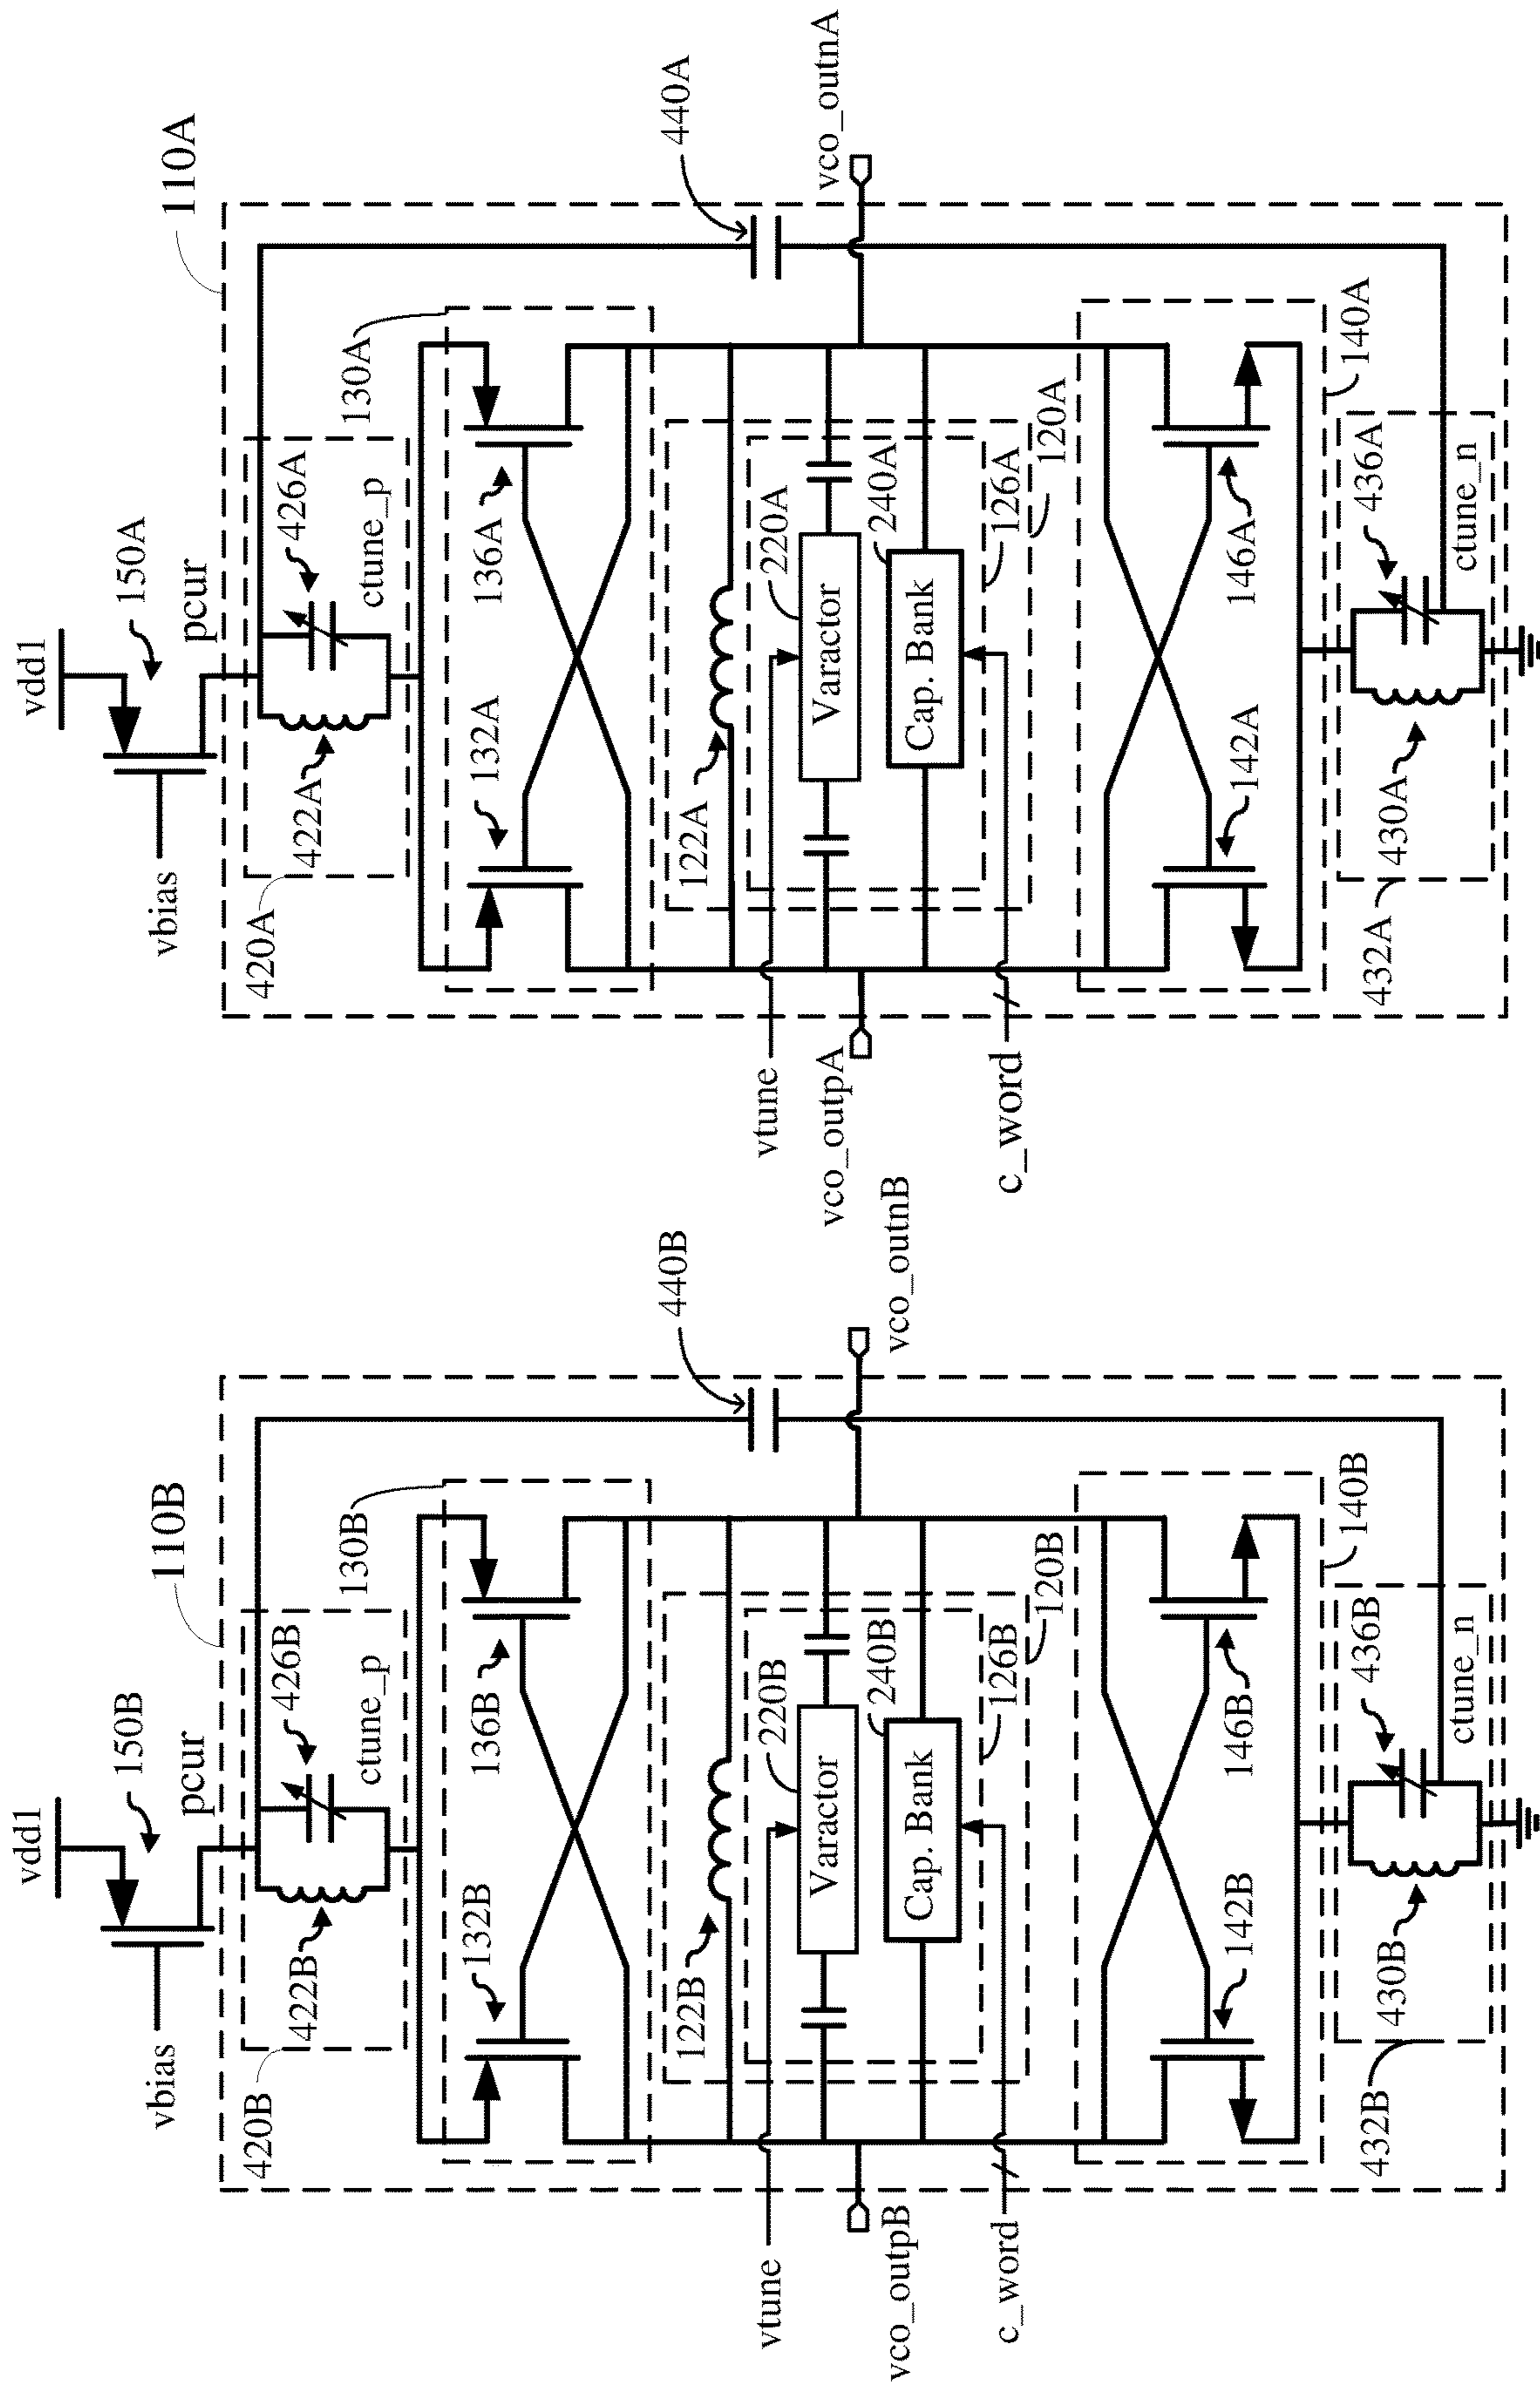 vdd1
150B
pcur
vbias
110B
420B
422B
426B
ctune_p
130B
132B
136B
440B
122B
vtune
Varactor
220B
vco_outpB
vco_outnB
Cap. Bank
240B
126B
120B
c_word
142B
146B
140B
432B
430B
436B
ctune_n
vdd1
150A
pcur
vbias
110A
420A
422A
426A
ctune_p
130A
132A
136A
440A
122A
vtune
Varactor
220A
vco_outpA
vco_outnA
Cap. Bank
240A
126A
120A
c_word
142A
146A
140A
432A
430A
436A
ctune_n